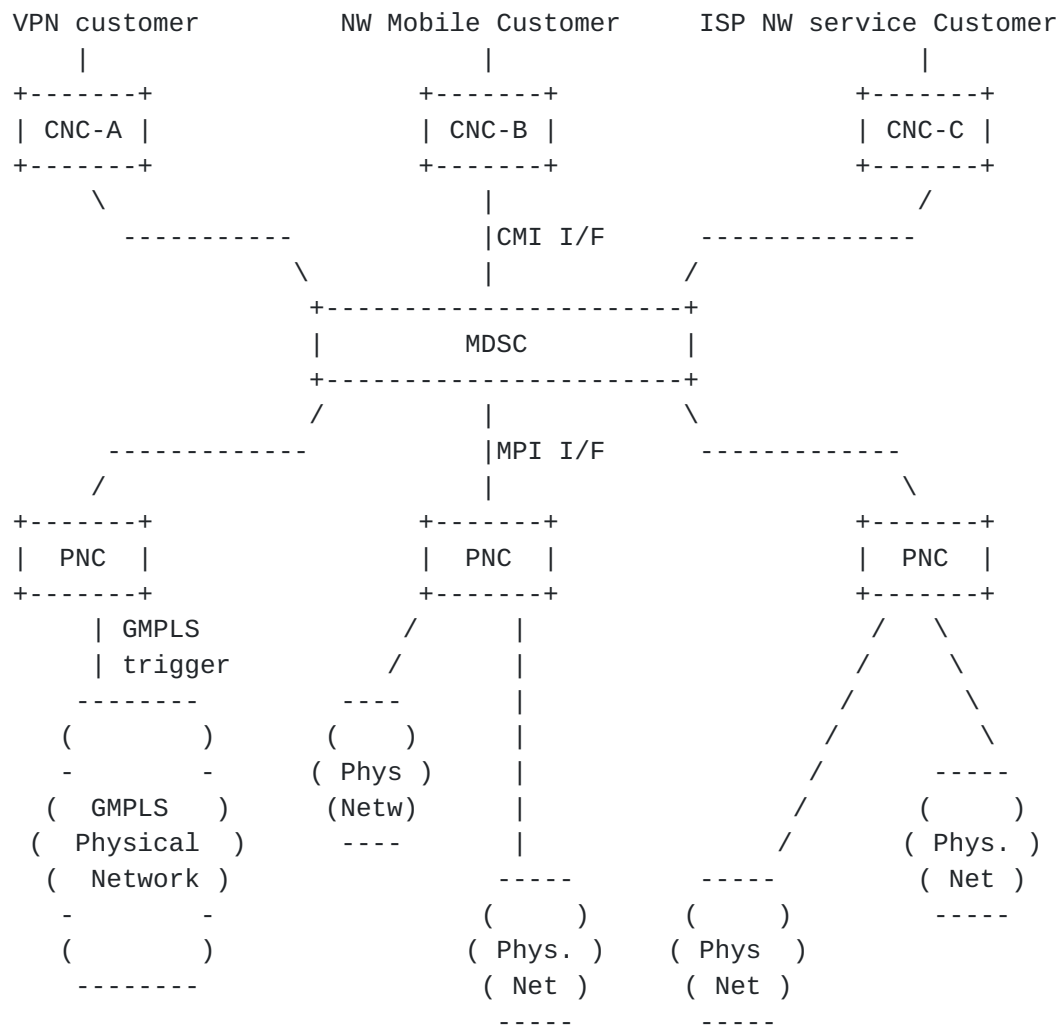 VPN customer NW Mobile Customer ISP NW service Customer
CNC-A CNC-B CNC-C
CMI I/F
MDSC
MPI I/F
PNC PNC PNC
GMPLS
trigger
Phys
GMPLS (Netw)
Physical Phys.
Network Net
Phys. Phys
Net Net